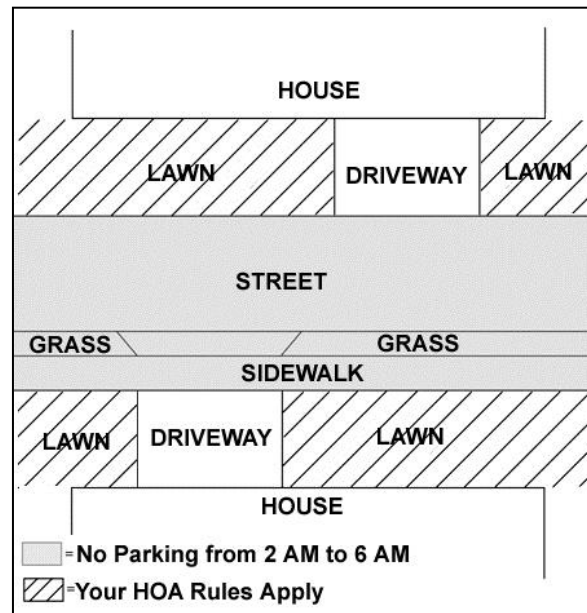 HOUSE
LAWN DRIVEWAY LAWN
STREET
GRASS GRASS
SIDEWALK
LAWN DRIVEWAY LAWN
HOUSE
=No Parking from 2 AM to 6 AM
=Your HOA Rules Apply